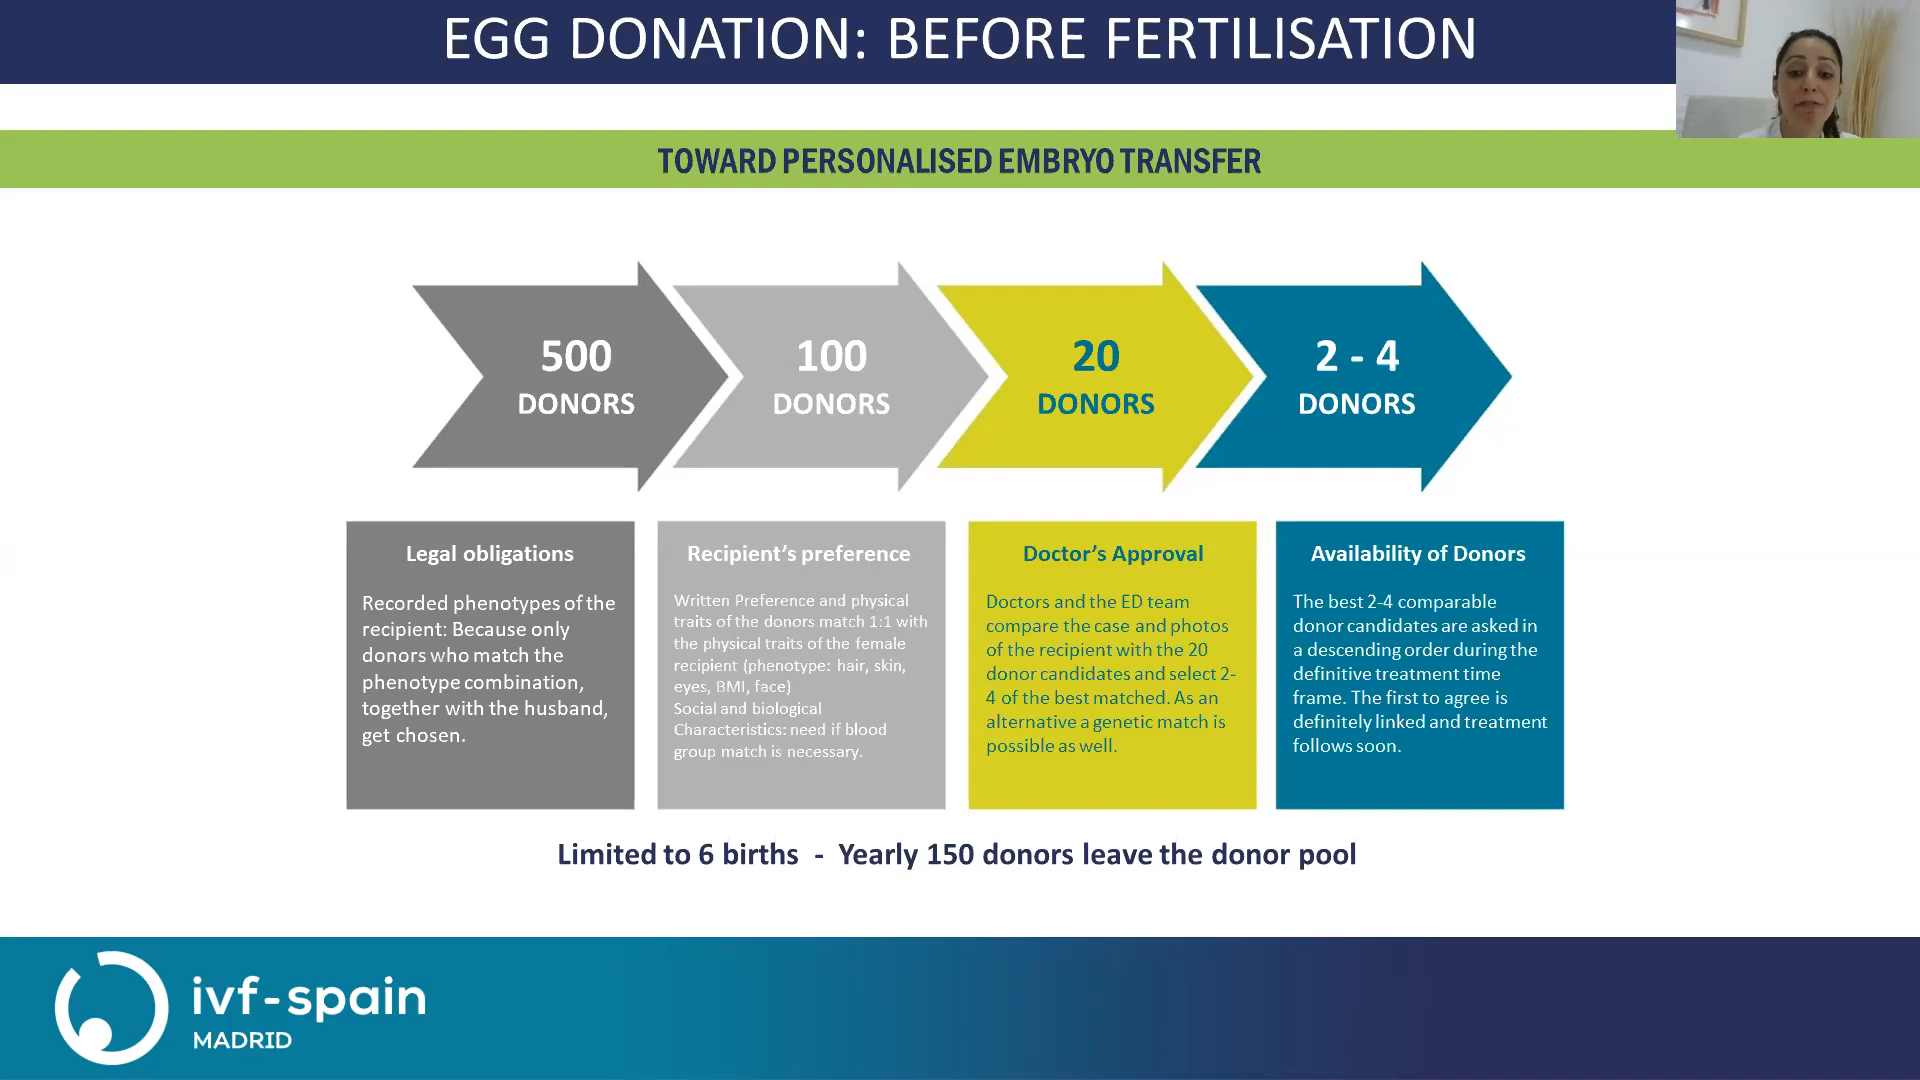 EGG DONATION: BEFORE FERTILISATION
TOWARD PERSONALISED EMBRYO TRANSFER
500
DONORS
100
DONORS
20
DONORS
2 - 4
DONORS
Legal obligations
Recorded phenotypes of the
recipient: Because only
donors who match the
phenotype combination,
together with the husband,
get chosen.
Recipient's preference
Written Preference and physical
traits of the donors match 1:1 with
the physical traits of the female
recipient (phenotype: hair, skin,
eyes, BMI, face)
Social and biological
Characteristics: need if blood
group match is necessary.
Doctor's Approval
Doctors and the ED team
compare the case and photos
of the recipient with the 20
donor candidates and select 2-
4 of the best matched. As an
alternative a genetic match is
possible as well.
Availability of Donors
The best 2-4 comparable
donor candidates are asked in
a descending order during the
definitive treatment time
frame. The first to agree is
definitely linked and treatment
follows soon.
Limited to 6 births - Yearly 150 donors leave the donor pool
ivf-spain
MADRID